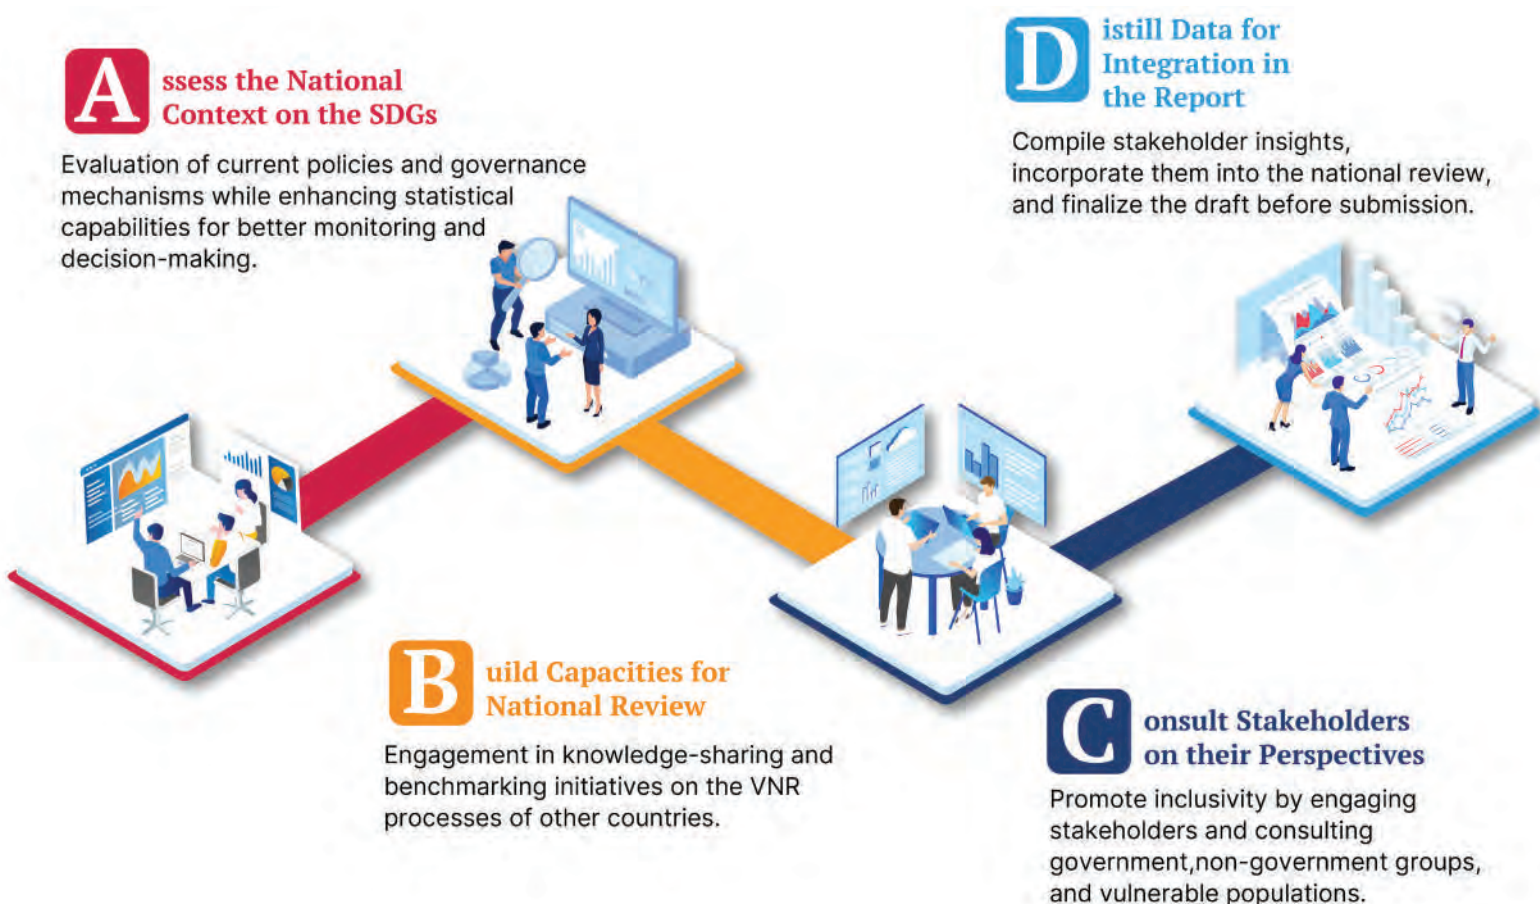 Assess the National
Context on the SDGs
Evaluation of current policies and governance
mechanisms while enhancing statistical
capabilities for better monitoring and
decision-making.
Build Capacities for
National Review
Engagement in knowledge-sharing and
benchmarking initiatives on the VNR
processes of other countries.
Consult Stakeholders
on their Perspectives
Promote inclusivity by engaging
stakeholders and consulting
government,non-government groups,
and vulnerable populations.
Distill Data for
Integration in
the Report
Compile stakeholder insights,
incorporate them into the national review,
and finalize the draft before submission.